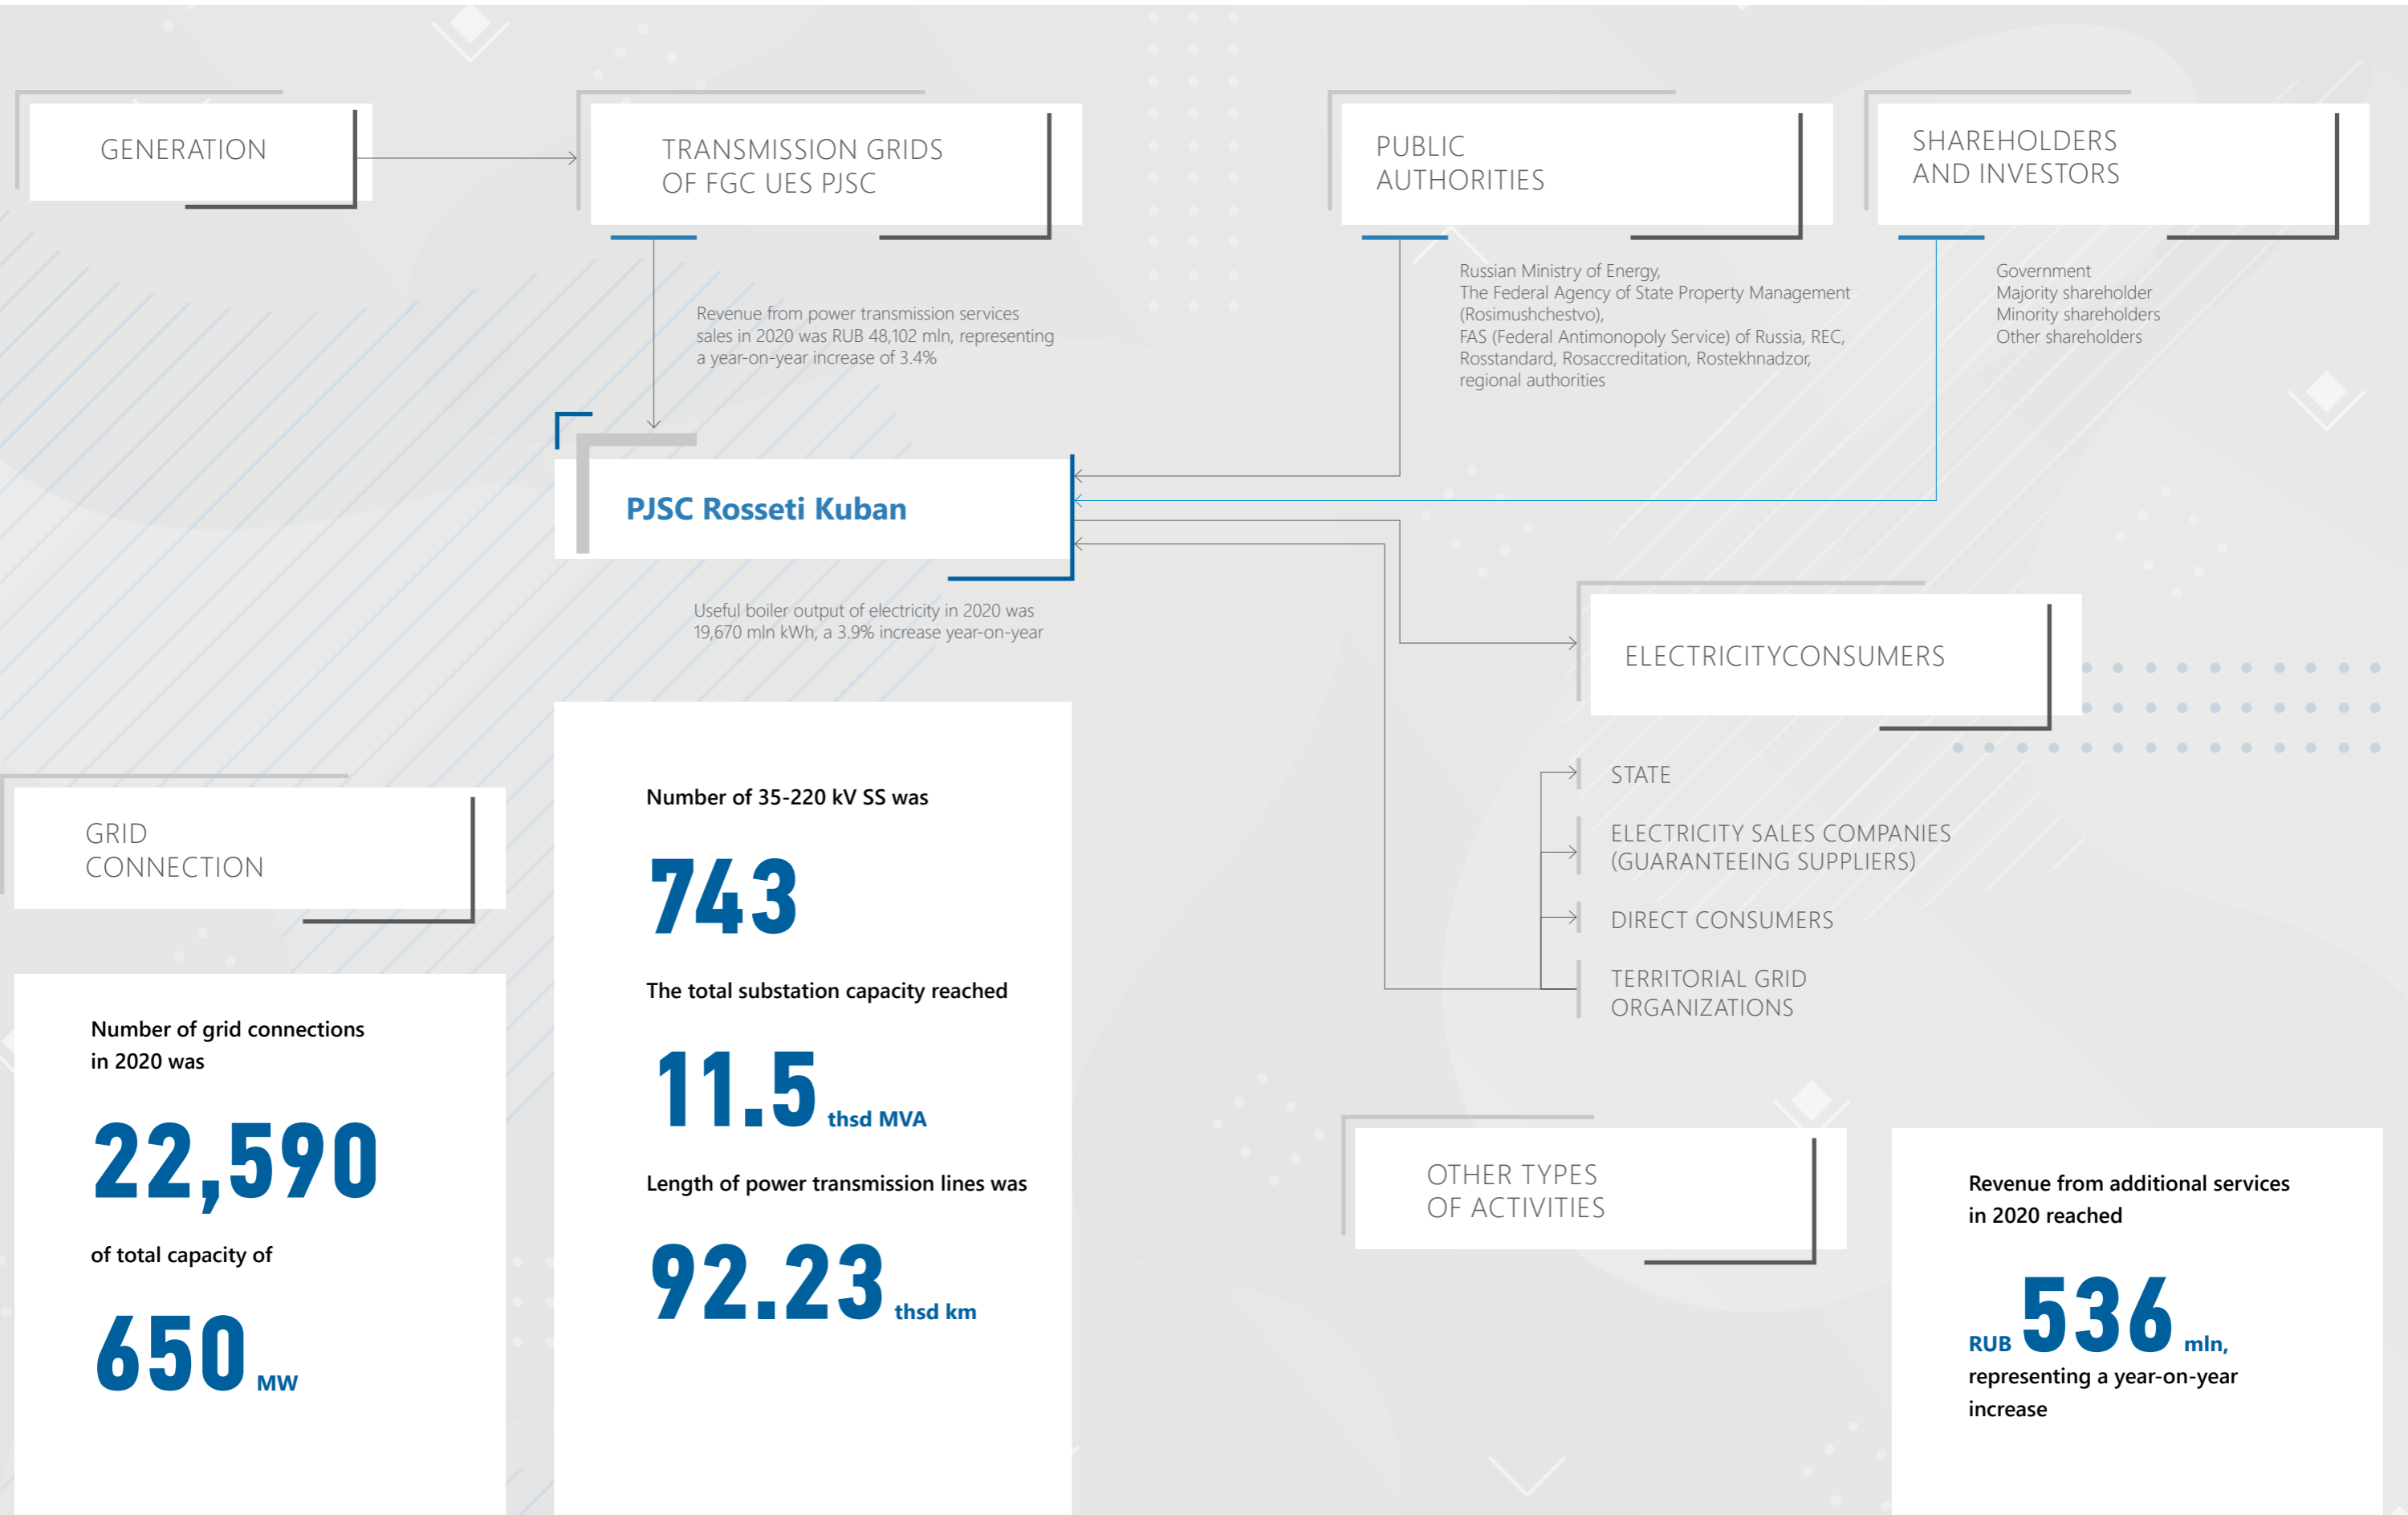 GENERATION
TRANSMISSION GRIDS
OF FGC UES PJSC
PUBLIC
AUTHORITIES
SHAREHOLDERS
AND INVESTORS
Revenue from power transmission services
sales in 2020 was RUB 48,102 mln, representing
a year-on-year increase of 3.4%
Russian Ministry of Energy,
The Federal Agency of State Property Management
(Rosimushchestvo),
FAS (Federal Antimonopoly Service) of Russia, REC,
Rosstandard, Rosaccreditation, Rostekhnadzor,
regional authorities
Government
Majority shareholder
Minority shareholders
Other shareholders
PJSC Rosseti Kuban
Useful boiler output of electricity in 2020 was
19,670 mln kWh, a 3.9% increase year-on-year
ELECTRICITYCONSUMERS
STATE
ELECTRICITY SALES COMPANIES
(GUARANTEEING SUPPLIERS)
DIRECT CONSUMERS
TERRITORIAL GRID
ORGANIZATIONS
GRID
CONNECTION
Number of grid connections
in 2020 was
22,590
of total capacity of
650 MW
Number of 35-220 kV SS was
743
The total substation capacity reached
11.5 thsd MVA
Length of power transmission lines was
92.23 thsd km
OTHER TYPES
OF ACTIVITIES
Revenue from additional services
in 2020 reached
RUB 536 mln,
representing a year-on-year
increase